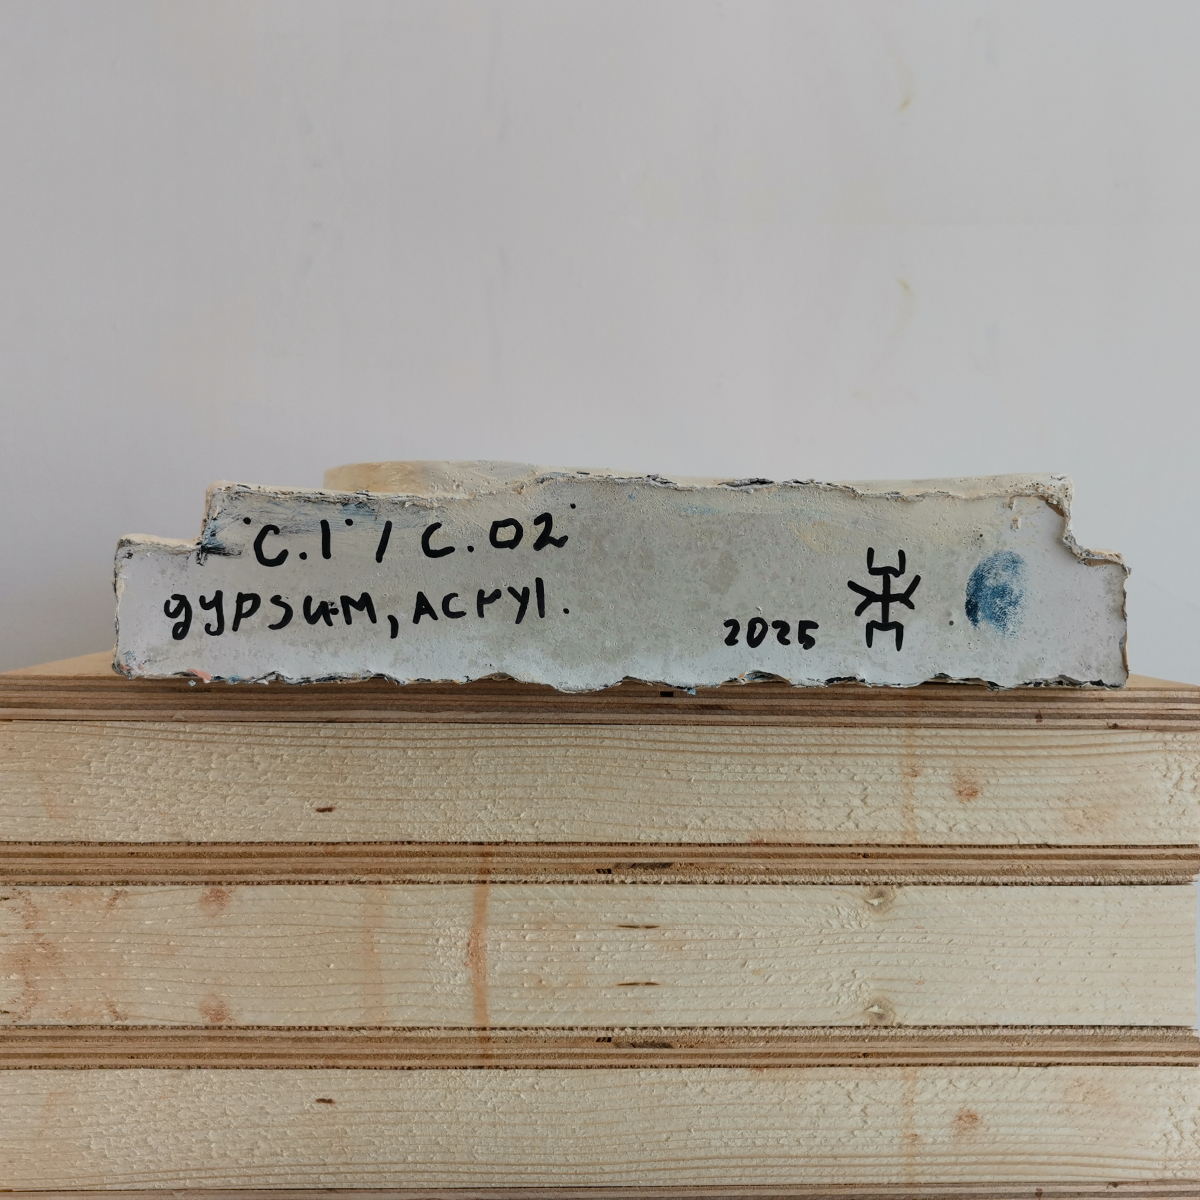 "C.1" / C.02"
gypsum, Acryl.
2025